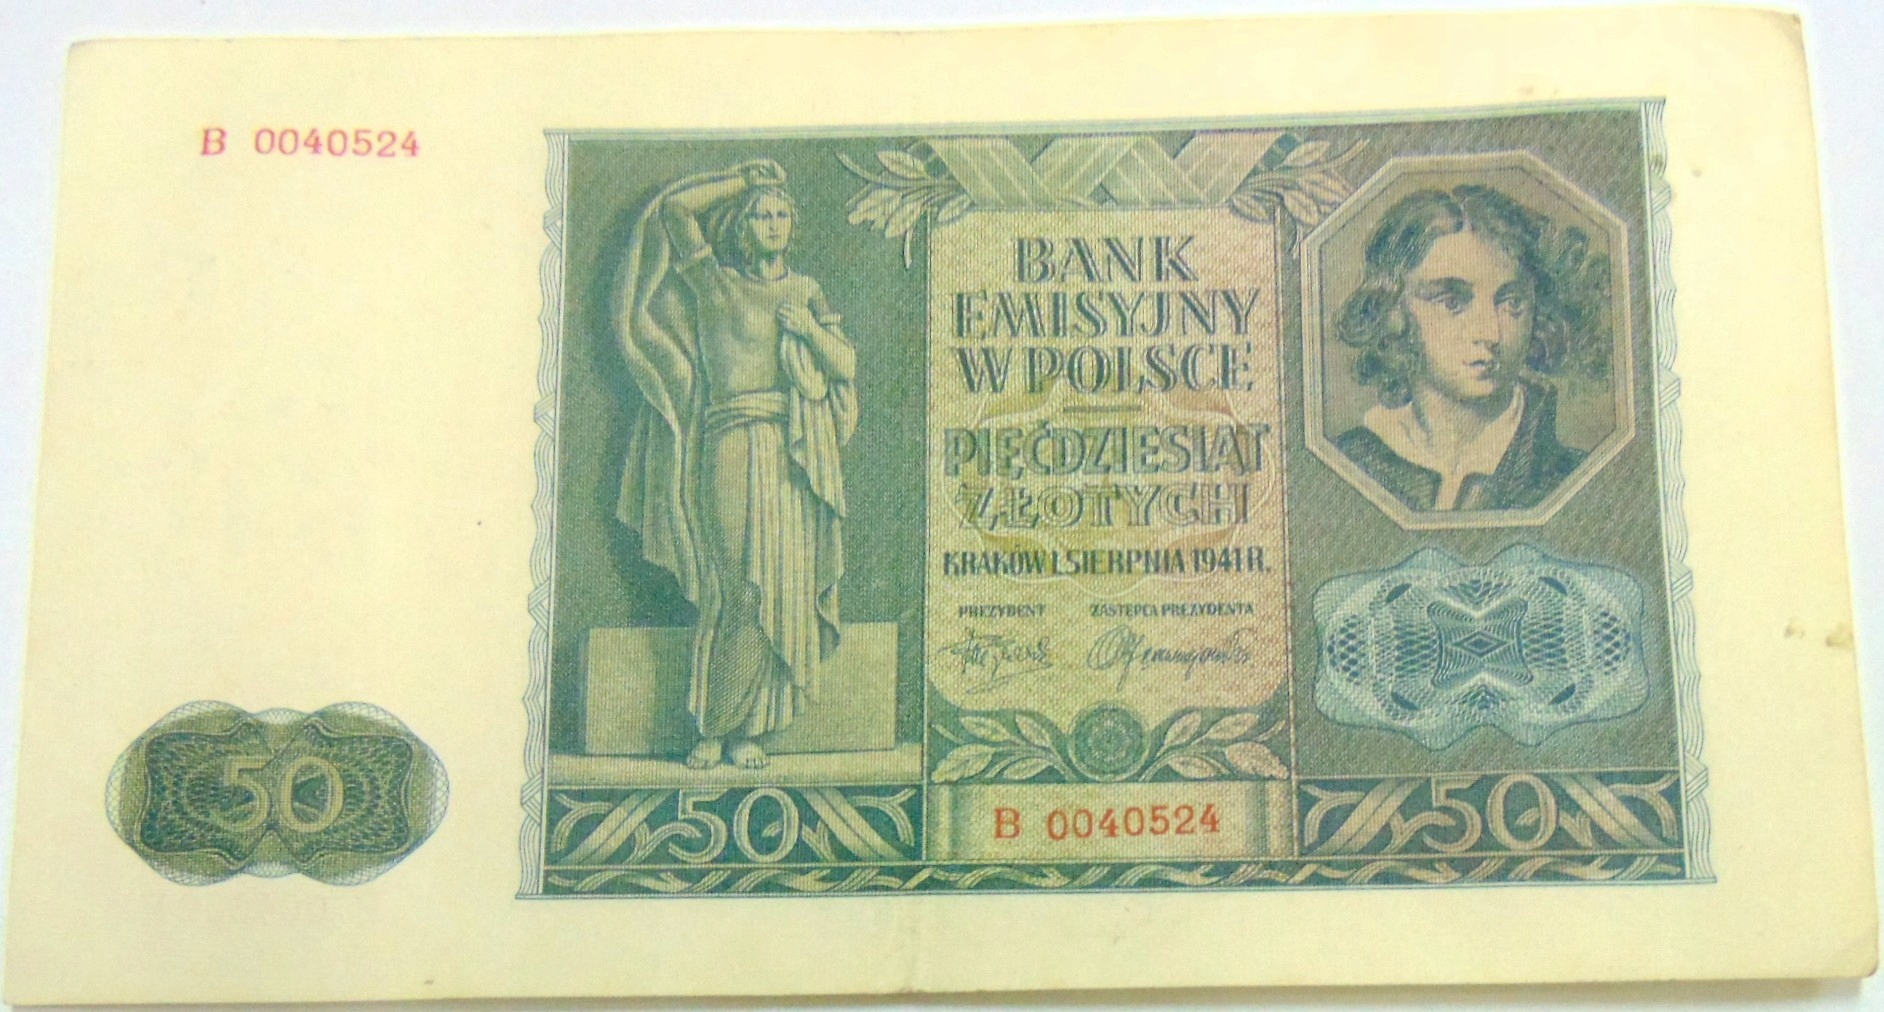 B 0040524
BANK
EMISYJNY
W POLSCE
PIĘĆDZIESIĄT
ZŁOTYCH
KRAKÓW 1 SIERPNIA 1941 R.
PREZYDENT ZASTĘPCA PREZYDENTA
50
50
B 0040524
50